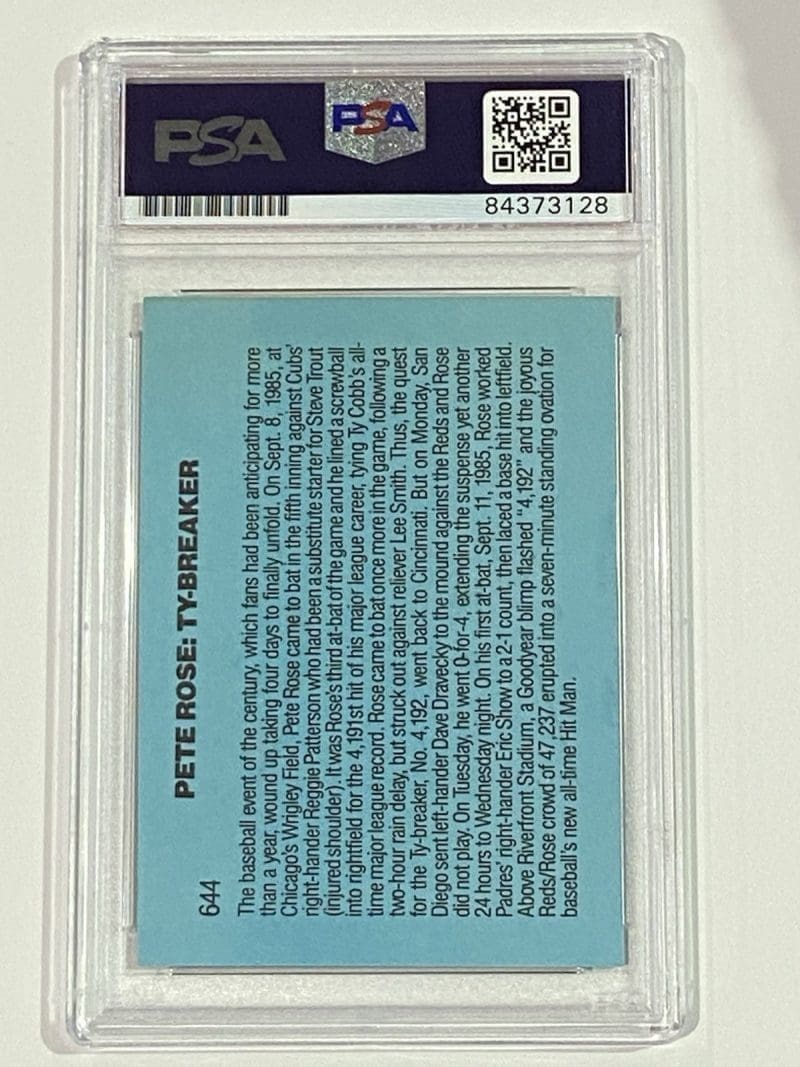 PSA
PSA
84373128
644
PETE ROSE: TY-BREAKER
The baseball event of the century, which fans had been anticipating for more
than a year, wound up taking four days to finally unfold. On Sept. 8, 1985, at
Chicago's Wrigley Field, Pete Rose came to bat in the fifth inning against Cubs'
right-hander Reggie Patterson who had been a substitute starter for Steve Trout
(injured shoulder). It was Rose's third at-bat of the game and he lined a screwball
into rightfield for the 4,191st hit of his major league career, tying Ty Cobb's all-
time major league record. Rose came to bat once more in the game, following a
two-hour rain delay, but struck out against reliever Lee Smith. Thus, the quest
for the Ty-breaker, No. 4,192, went back to Cincinnati. But on Monday, San
Diego sent left-hander Dave Dravecky to the mound against the Reds and Rose
did not play. On Tuesday, he went 0-for-4, extending the suspense yet another
24 hours to Wednesday night. On his first at-bat, Sept. 11, 1985, Rose worked
Padres' right-hander Eric Show to a 2-1 count, then laced a base hit into leftfield.
Above Riverfront Stadium, a Goodyear blimp flashed "4,192" and the joyous
Reds/Rose crowd of 47,237 erupted into a seven-minute standing ovation for
baseball's new all-time Hit Man.